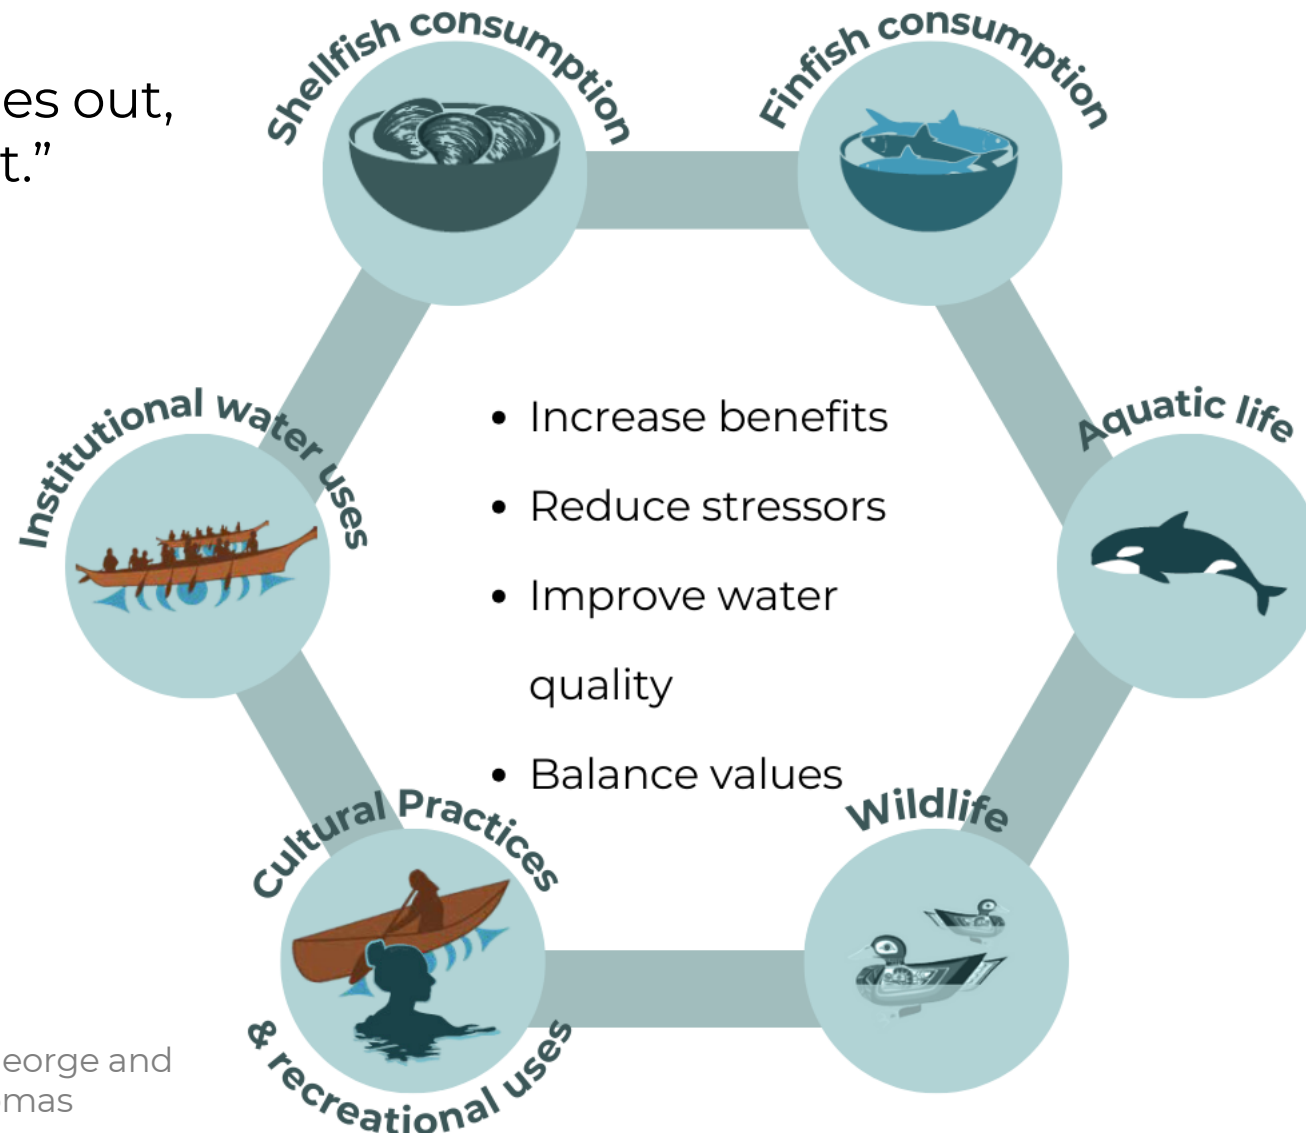 es out,
t.”
Shellfish consumption
Finfish consumption
Institutional water uses
Aquatic life
• Increase benefits
• Reduce stressors
• Improve water
quality
• Balance values
Cultural Practices
& recreational uses
Wildlife
eorge and
mas